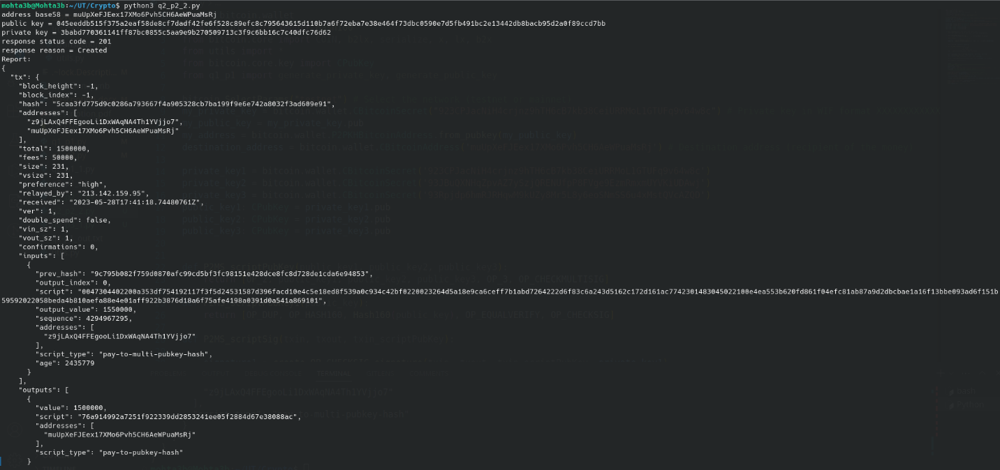 mohta3b@Mohta3b:~/UT/Crypto$ python3 q2_p2_2.py
address base58 = muUpXeFJEex17XMo6Pvh5CH6AeWPuaMsRj
public key = 045eeddb515f375a2eaf58de8cf7dadf42fe6f528c89efc8c795643615d110b7a6f72eba7e38e464f73dbc0590e7d5fb491bc2e13442db8bacb95d2a0f89ccd7bb
private key = 3babd770361141ff87bc0855c5aa9e9b270509713c3f9c6bb16c7c40dfc76d62
response status code = 201
response reason = Created
Report:
{
  "tx": {
    "block_height": -1,
    "block_index": -1,
    "hash": "5caa3fd775d9c0286a793667f4a905328cb7ba199f9e6e742a8032f3ad609e91",
    "addresses": [
      "z9jLAxQ4FFEgooLi1DxWAqNA4Th1YVjjo7",
      "muUpXeFJEex17XMo6Pvh5CH6AeWPuaMsRj"
    ],
    "total": 1500000,
    "fees": 50000,
    "size": 231,
    "vsize": 231,
    "preference": "high",
    "relayed_by": "213.142.159.95",
    "received": "2023-05-28T17:41:18.74480761Z",
    "ver": 1,
    "double_spend": false,
    "vin_sz": 1,
    "vout_sz": 1,
    "confirmations": 0,
    "inputs": [
      {
        "prev_hash": "9c795b082f759d0870afc99cd5bf3fc98151e428dce8fc8d728de1cda6e94853",
        "output_index": 0,
        "script": "0047304402200a353df754192117f3f5d24531587d396facd10e4c5e18ed8f539a0c934c42bf0220023264d5a18e9ca6ceff7b1abd7264222d6f83c6a243d5162c172d161ac7742301483045022100e4ea553b620fd861f04efc81ab87a9d2dbcbae1a16f13bbe093ad6f151b
59592022058beda4b810aefa88e4e01aff922b3876d18a6f75afe4198a0391d0a541a869101",
        "output_value": 1550000,
        "sequence": 4294967295,
        "addresses": [
          "z9jLAxQ4FFEgooLi1DxWAqNA4Th1YVjjo7"
        ],
        "script_type": "pay-to-multi-pubkey-hash",
        "age": 2435779
      }
    ],
    "outputs": [
      {
        "value": 1500000,
        "script": "76a914992a7251f922339dd2853241ee05f2884d67e38088ac",
        "addresses": [
          "muUpXeFJEex17XMo6Pvh5CH6AeWPuaMsRj"
        ],
        "script_type": "pay-to-pubkey-hash"
      }